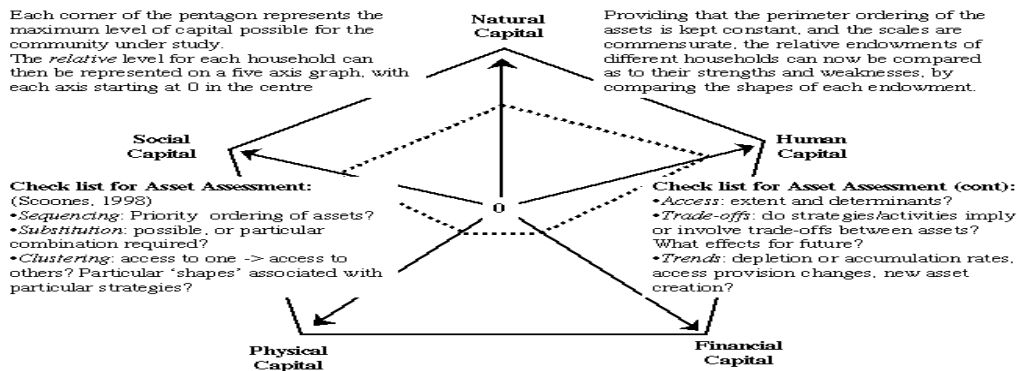 Each corner of the pentagon represents the
maximum level of capital possible for the
community under study.
The relative level for each household can
then be represented on a five axis graph, with
each axis starting at 0 in the centre
Natural
Capital
Providing that the perimeter ordering of the
assets is kept constant, and the scales are
commensurate, the relative endowments of
different households can now be compared
as to their strengths and weaknesses, by
comparing the shapes of each endowment.
Social
Capital
Human
Capital
Check list for Asset Assessment:
(Scoones, 1998)
•Sequencing: Priority ordering of assets?
•Substitution: possible, or particular
combination required?
•Clustering: access to one -> access to
others? Particular 'shapes' associated with
particular strategies?
0
Check list for Asset Assessment (cont):
•Access: extent and determinants?
•Trade-offs: do strategies/activities imply
or involve trade-offs between assets?
What effects for future?
•Trends: depletion or accumulation rates,
access provision changes, new asset
creation?
Physical
Capital
Financial
Capital